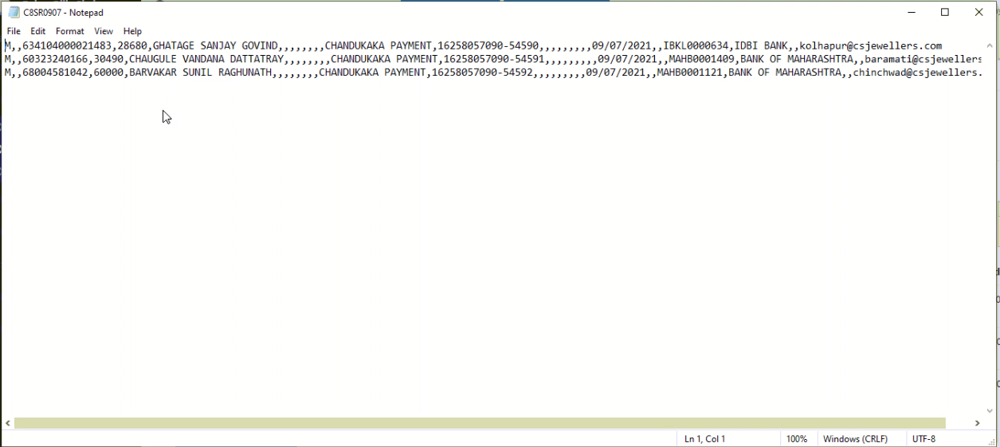 C8SR0907 - Notepad
File Edit Format View Help
M,,634104000021483,28680,GHATAGE SANJAY GOVIND,,,,,,,,CHANDUKAKA PAYMENT,16258057090-54590,,,,,,,,,09/07/2021,,IBKL0000634,IDBI BANK,,kolhapur@csjewellers.com
M,,60323240166,30490,CHAUGULE VANDANA DATTATRAY,,,,,,,,CHANDUKAKA PAYMENT,16258057090-54591,,,,,,,,,09/07/2021,,MAHB0001409,BANK OF MAHARASHTRA,,baramati@csjewellers
M,,68004581042,60000,BARVAKAR SUNIL RAGHUNATH,,,,,,,,CHANDUKAKA PAYMENT,16258057090-54592,,,,,,,,,09/07/2021,,MAHB0001121,BANK OF MAHARASHTRA,,chinchwad@csjewellers.
Ln 1, Col 1 100% Windows (CRLF) UTF-8